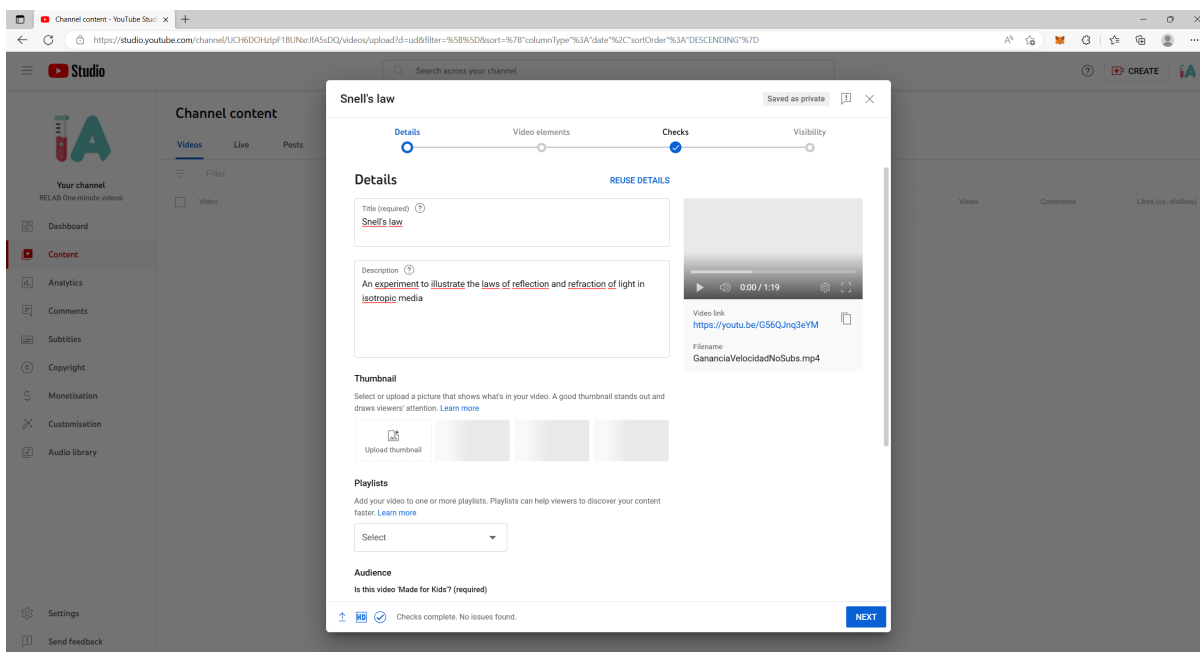 Channel content - YouTube Studi
https://studio.youtube.com/channel/UCH6DOHzlpF1BUNxrJfA5sDQ/videos/upload?d=ud&filter=%5B%5D&sort=%7B"columnType"%3A"date"%2C"sortOrder"%3A"DESCENDING"%7D
Studio
Search across your channel
CREATE
iA
Snell's law
Saved as private
Channel content
Details Video elements Checks Visibility
Videos Live Posts
Filter
Your channel
RELAB One-minute videos
Video
Views Comments Likes (vs. dislikes)
Dashboard
Content
Analytics
Comments
Subtitles
Copyright
Monetisation
Customisation
Audio library
Settings
Send feedback
Details
REUSE DETAILS
Title (required)
Snell's law
Description
An experiment to illustrate the laws of reflection and refraction of light in
isotropic media
0:00 / 1:19
Video link
https://youtu.be/G56QJnq3eYM
Filename
GananciaVelocidadNoSubs.mp4
Thumbnail
Select or upload a picture that shows what's in your video. A good thumbnail stands out and
draws viewers' attention. Learn more
Upload thumbnail
Playlists
Add your video to one or more playlists. Playlists can help viewers to discover your content
faster. Learn more
Select
Audience
Is this video 'Made for Kids'? (required)
HD
Checks complete. No issues found.
NEXT